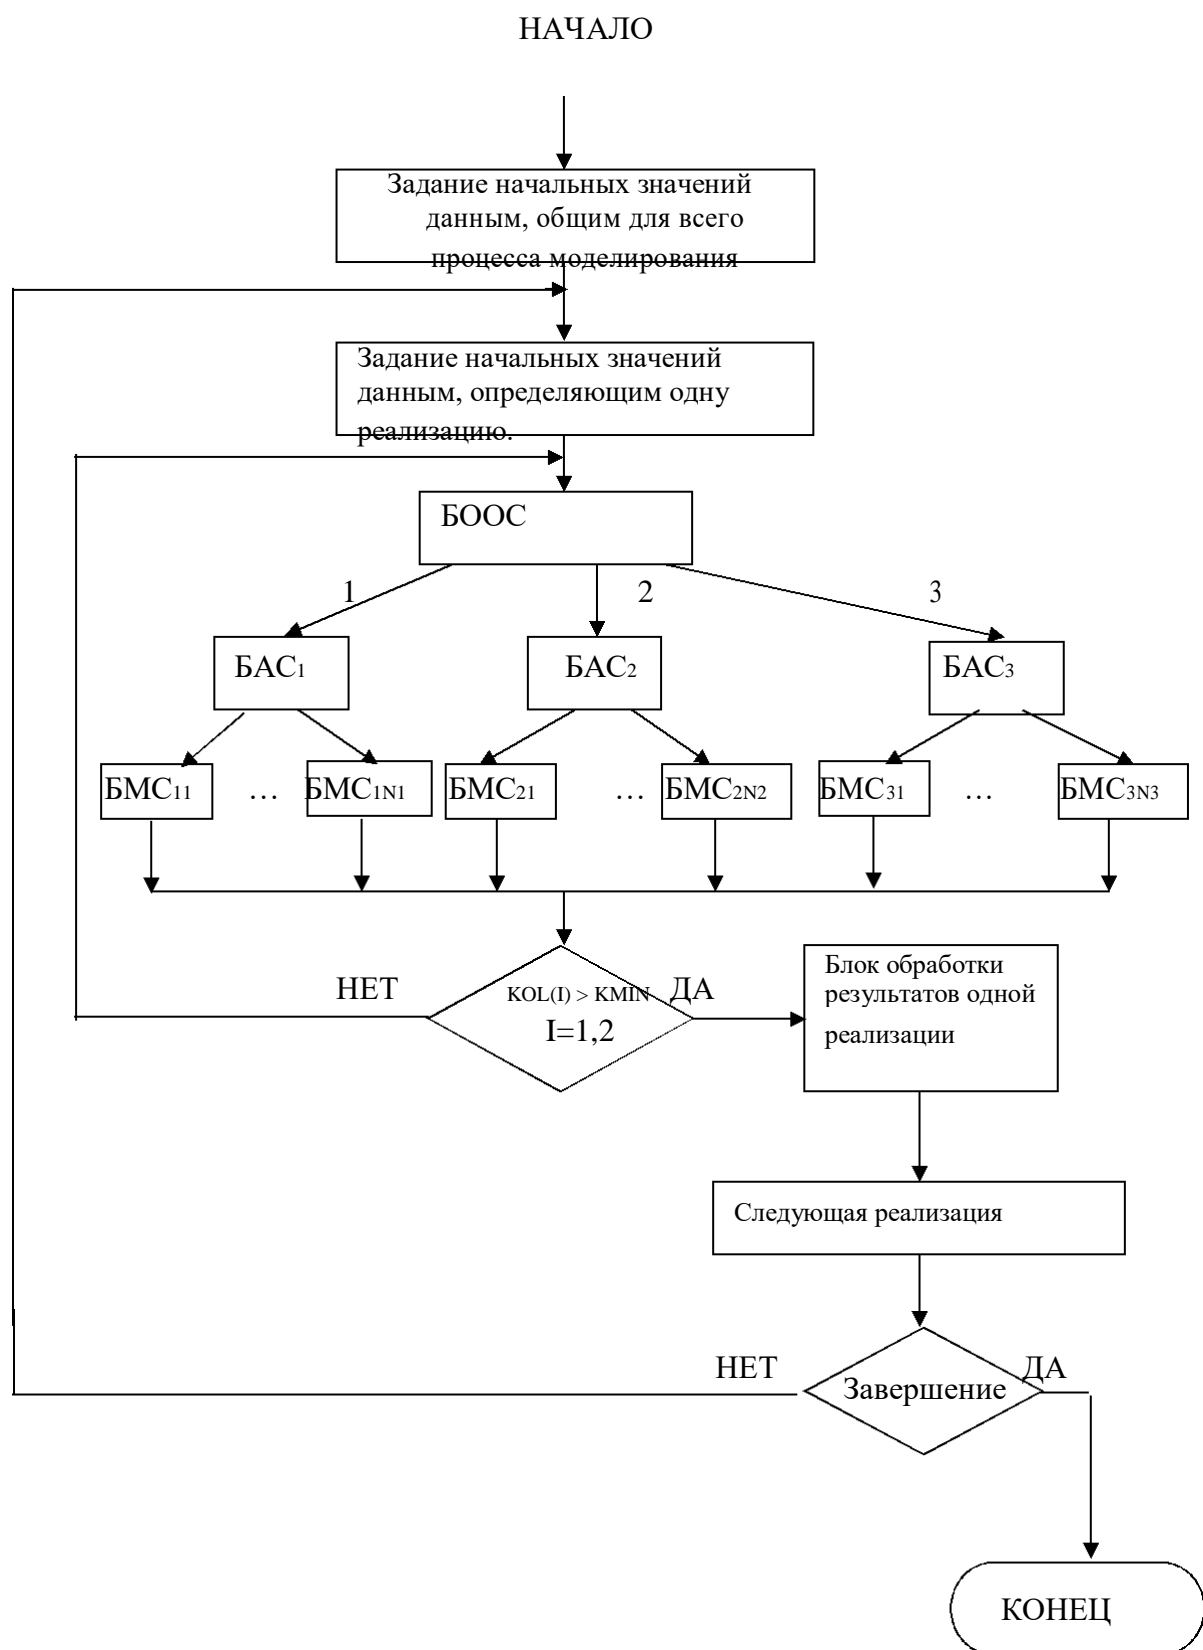 НАЧАЛО
Задание начальных значений
данным, общим для всего
процесса моделирования
Задание начальных значений
данным, определяющим одну
реализацию.
БООС
1 2 3
БАС1 БАС2 БАС3
БМС11 … БМС1N1 БМС21 … БМС2N2 БМС31 … БМС3N3
НЕТ KOL(I) > KMIN ДА
I=1,2
Блок обработки
результатов одной
реализации
Следующая реализация
НЕТ Завершение ДА
КОНЕЦ